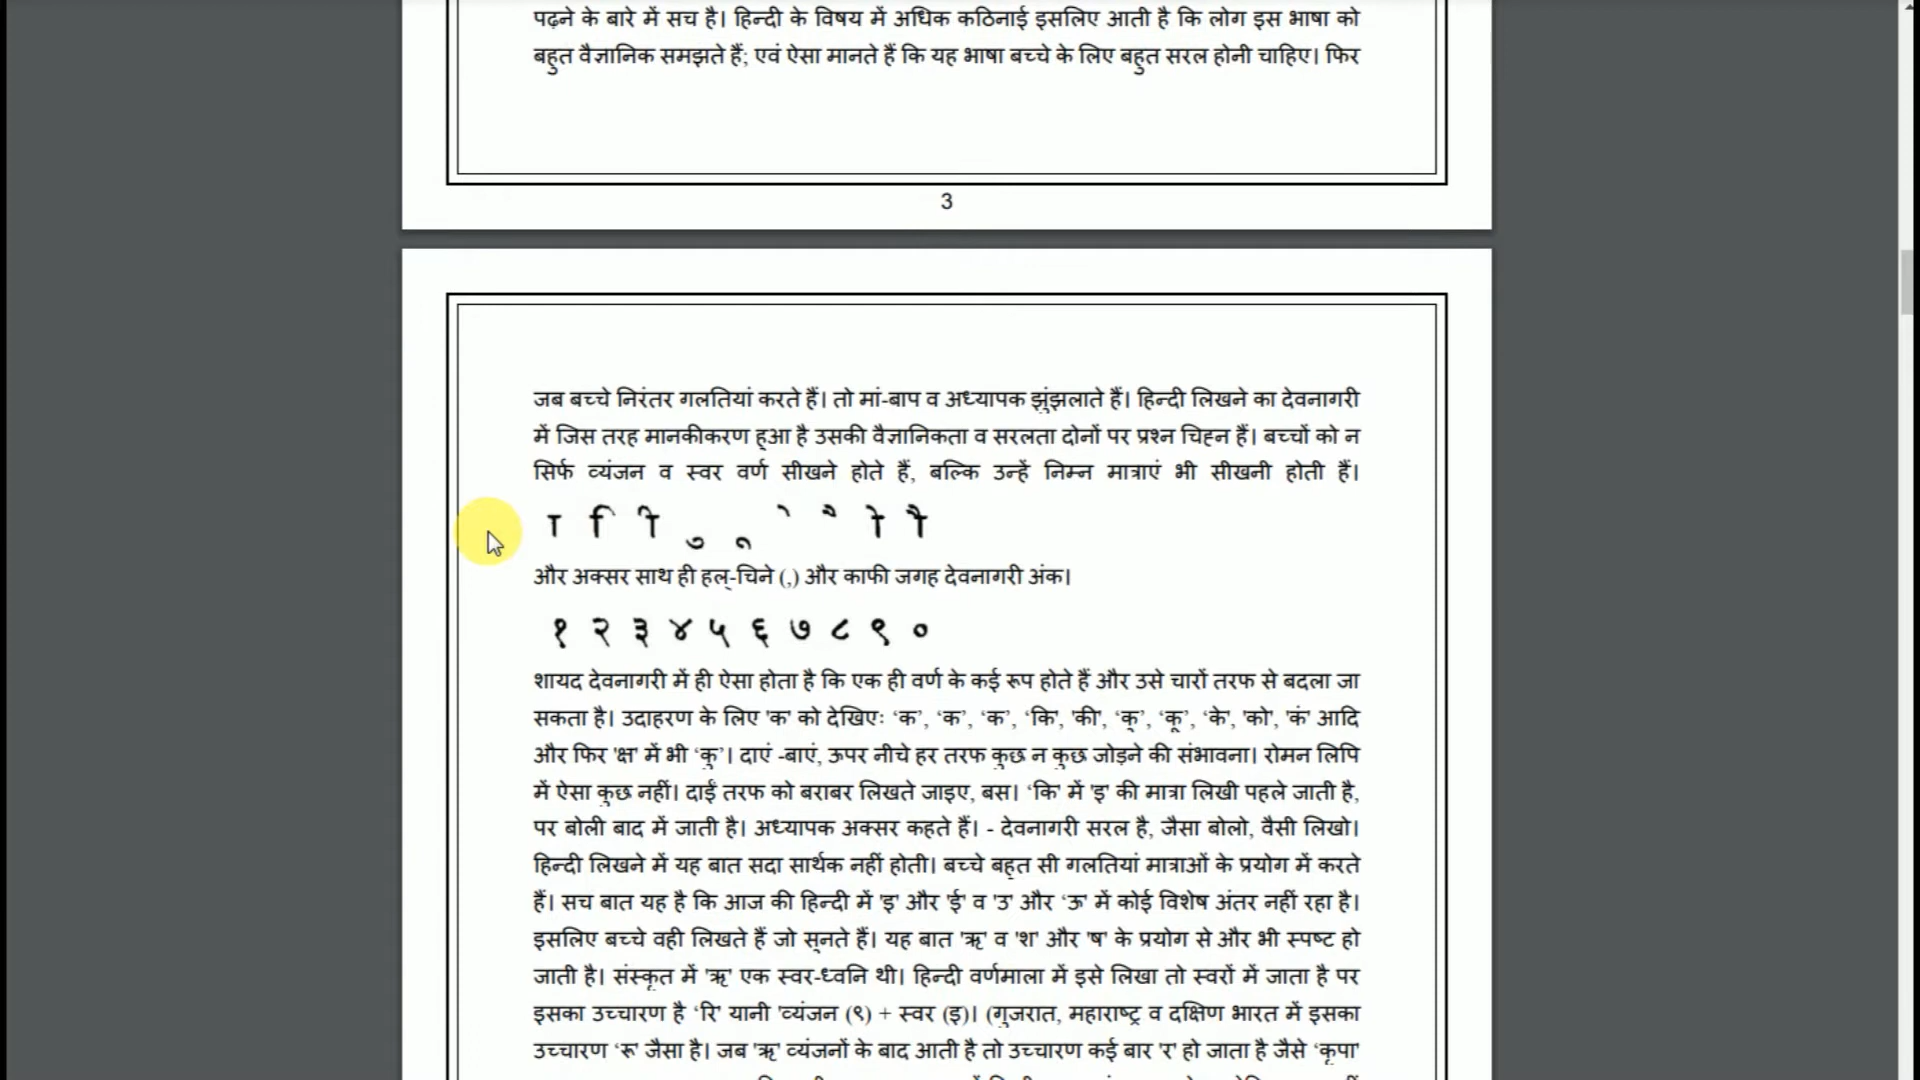 पढ़ने के बारे में सच है। हिन्दी के विषय में अधिक कठिनाई इसलिए आती है कि लोग इस भाषा को
बहुत वैज्ञानिक समझते हैं; एवं ऐसा मानते हैं कि यह भाषा बच्चे के लिए बहुत सरल होनी चाहिए। फिर
3
जब बच्चे निरंतर गलतियां करते हैं। तो मां-बाप व अध्यापक झुंझलाते हैं। हिन्दी लिखने का देवनागरी
में जिस तरह मानकीकरण हुआ है उसकी वैज्ञानिकता व सरलता दोनों पर प्रश्न चिह्न हैं। बच्चों को न
सिर्फ व्यंजन व स्वर वर्ण सीखने होते हैं, बल्कि उन्हें निम्न मात्राएं भी सीखनी होती हैं।
ा ि ी ु ू े ै ो ौ
और अक्सर साथ ही हल्-चिने (,) और काफी जगह देवनागरी अंक।
१ २ ३ ४ ५ ६ ७ ८ ९ ०
शायद देवनागरी में ही ऐसा होता है कि एक ही वर्ण के कई रूप होते हैं और उसे चारों तरफ से बदला जा
सकता है। उदाहरण के लिए 'क' को देखिए: ‘क’, ‘क’, ‘क’, ‘कि’, 'की', ‘कु’, ‘कू’, ‘के', 'को', 'कं' आदि
और फिर 'क्ष' में भी ‘कु’। दाएं -बाएं, ऊपर नीचे हर तरफ कुछ न कुछ जोड़ने की संभावना। रोमन लिपि
में ऐसा कुछ नहीं। दाईं तरफ को बराबर लिखते जाइए, बस। ‘कि’ में 'इ' की मात्रा लिखी पहले जाती है,
पर बोली बाद में जाती है। अध्यापक अक्सर कहते हैं। - देवनागरी सरल है, जैसा बोलो, वैसी लिखो।
हिन्दी लिखने में यह बात सदा सार्थक नहीं होती। बच्चे बहुत सी गलतियां मात्राओं के प्रयोग में करते
हैं। सच बात यह है कि आज की हिन्दी में 'इ' और 'ई' व 'उ' और ‘ऊ’ में कोई विशेष अंतर नहीं रहा है।
इसलिए बच्चे वही लिखते हैं जो सुनते हैं। यह बात 'ऋ' व 'श' और 'ष' के प्रयोग से और भी स्पष्ट हो
जाती है। संस्कृत में 'ऋ' एक स्वर-ध्वनि थी। हिन्दी वर्णमाला में इसे लिखा तो स्वरों में जाता है पर
इसका उच्चारण है ‘रि' यानी 'व्यंजन (९) + स्वर (इ)। (गुजरात, महाराष्ट्र व दक्षिण भारत में इसका
उच्चारण ‘रू' जैसा है। जब 'ऋ' व्यंजनों के बाद आती है तो उच्चारण कई बार 'र' हो जाता है जैसे ‘कृपा'